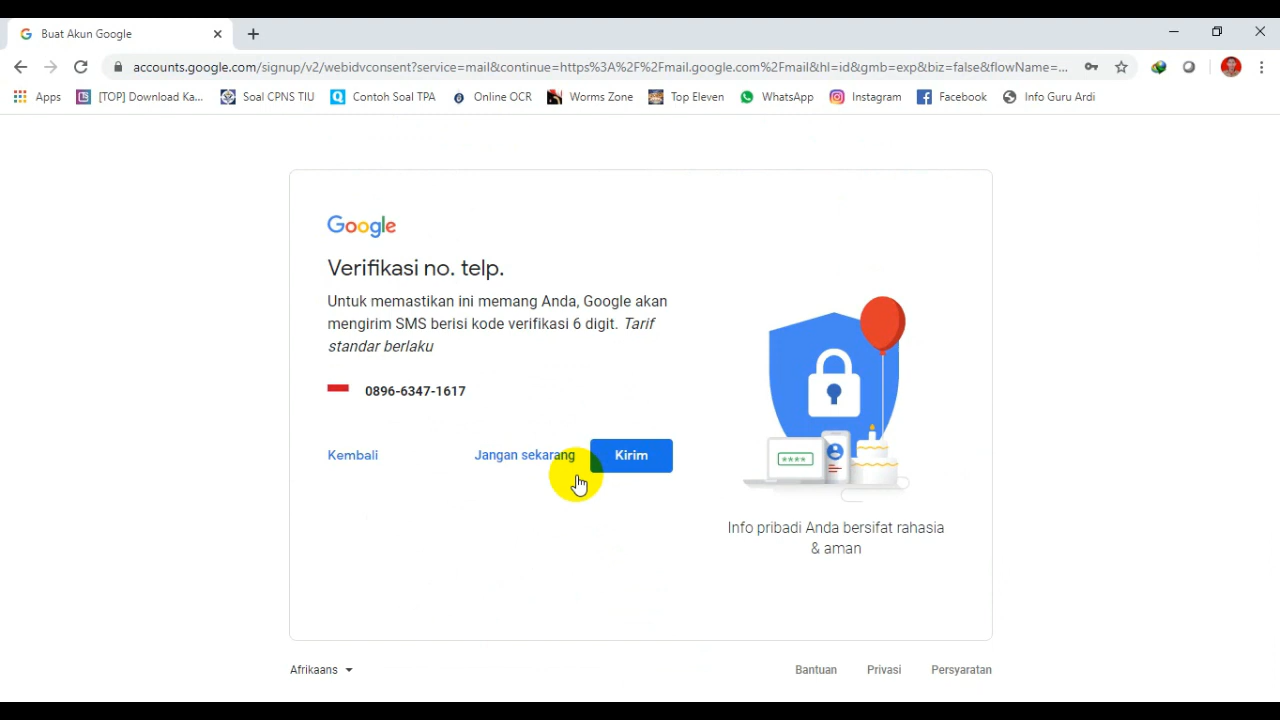 Buat Akun Google
accounts.google.com/signup/v2/webidvconsent?service=mail&continue=https%3A%2F%2Fmail.google.com%2Fmail&hl=id&gmb=exp&biz=false&flowName=...
Apps [TOP] Download Ka... Soal CPNS TIU Contoh Soal TPA Online OCR Worms Zone Top Eleven WhatsApp Instagram Facebook Info Guru Ardi
Google
Verifikasi no. telp.
Untuk memastikan ini memang Anda, Google akan
mengirim SMS berisi kode verifikasi 6 digit. Tarif
standar berlaku
0896-6347-1617
Kembali Jangan sekarang Kirim
****
Info pribadi Anda bersifat rahasia
& aman
Afrikaans Bantuan Privasi Persyaratan